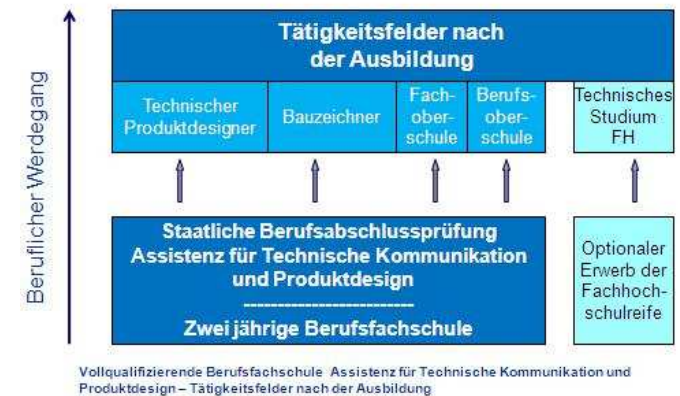 Beruflicher Werdegang
Tätigkeitsfelder nach
der Ausbildung
Technischer
Produktdesigner
Bauzeichner
Fach-
ober-
schule
Berufs-
ober-
schule
Technisches
Studium
FH
Staatliche Berufsabschlussprüfung
Assistenz für Technische Kommunikation
und Produktdesign
-------------------------
Zwei jährige Berufsfachschule
Optionaler
Erwerb der
Fachhoch-
schulreife
Vollqualifizierende Berufsfachschule Assistenz für Technische Kommunikation und
Produktdesign – Tätigkeitsfelder nach der Ausbildung